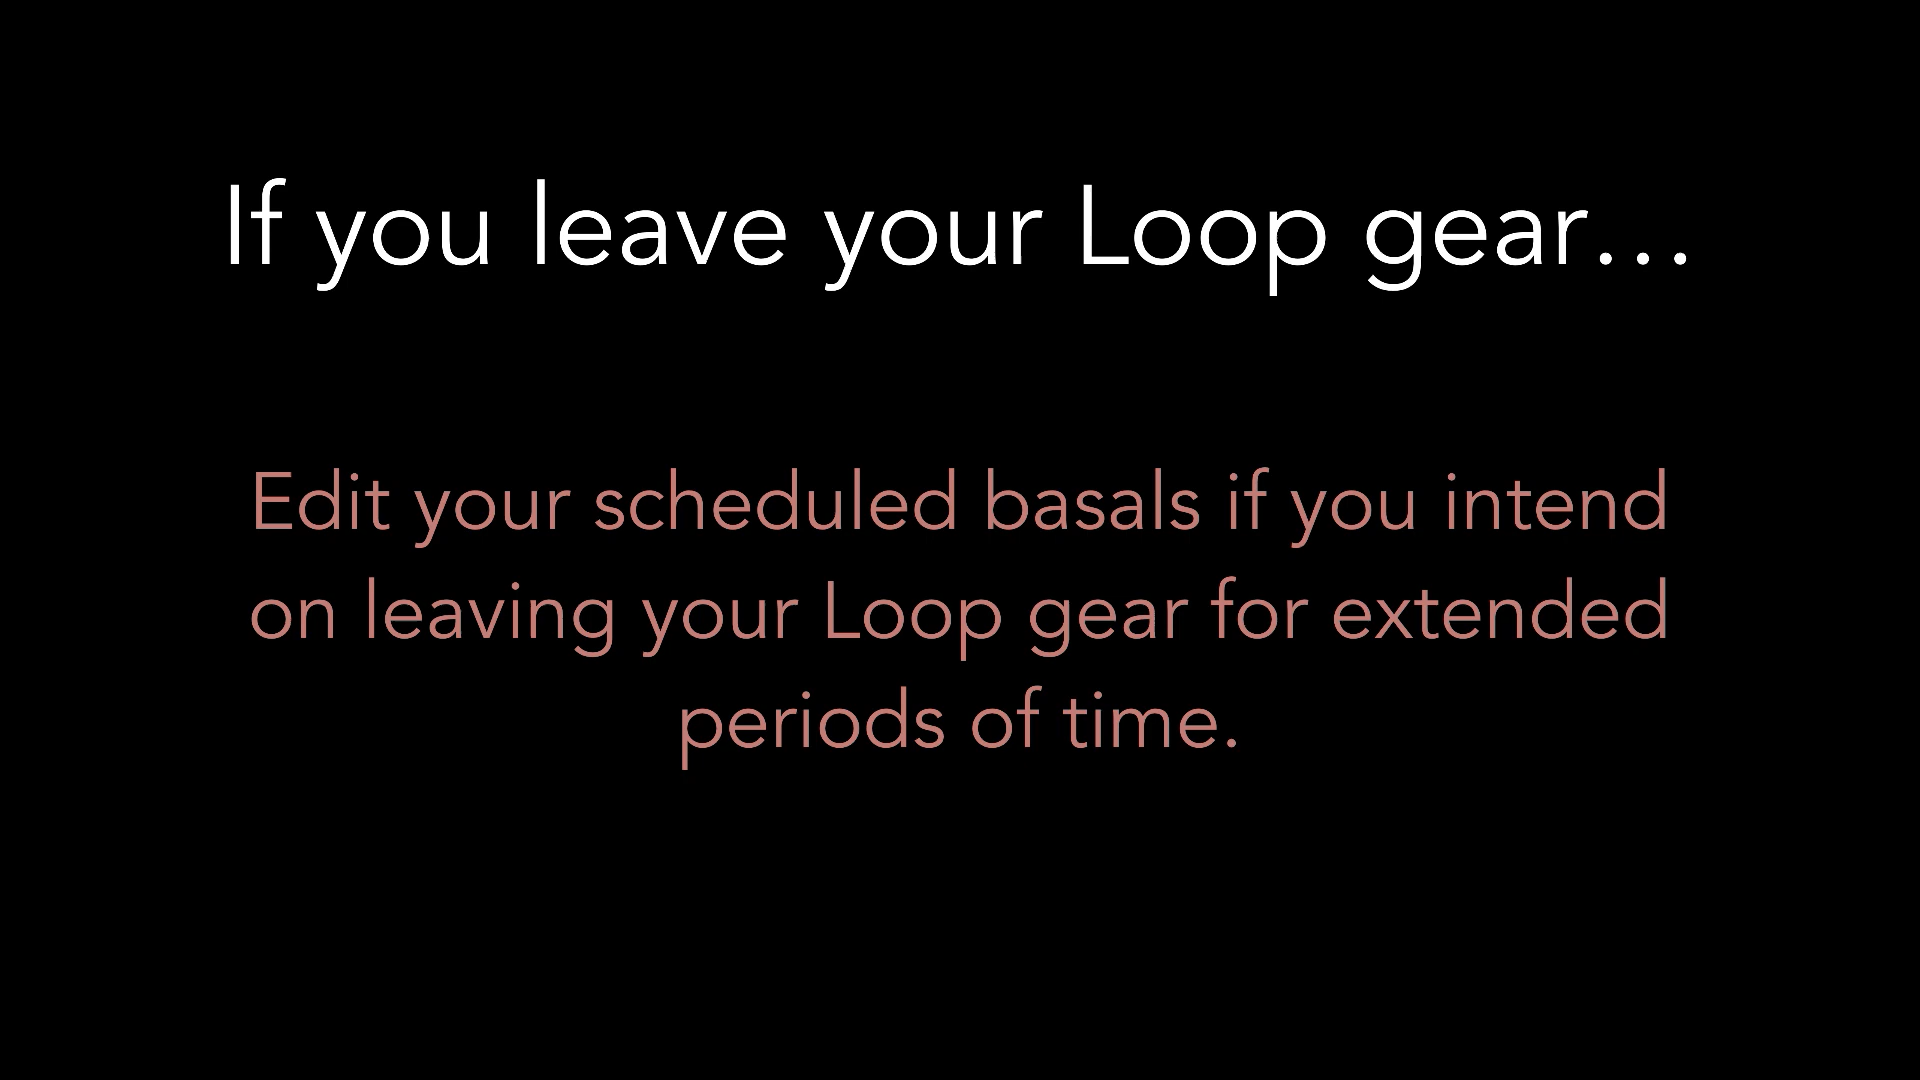 If you leave your Loop gear...
Edit your scheduled basals if you intend
on leaving your Loop gear for extended
periods of time.